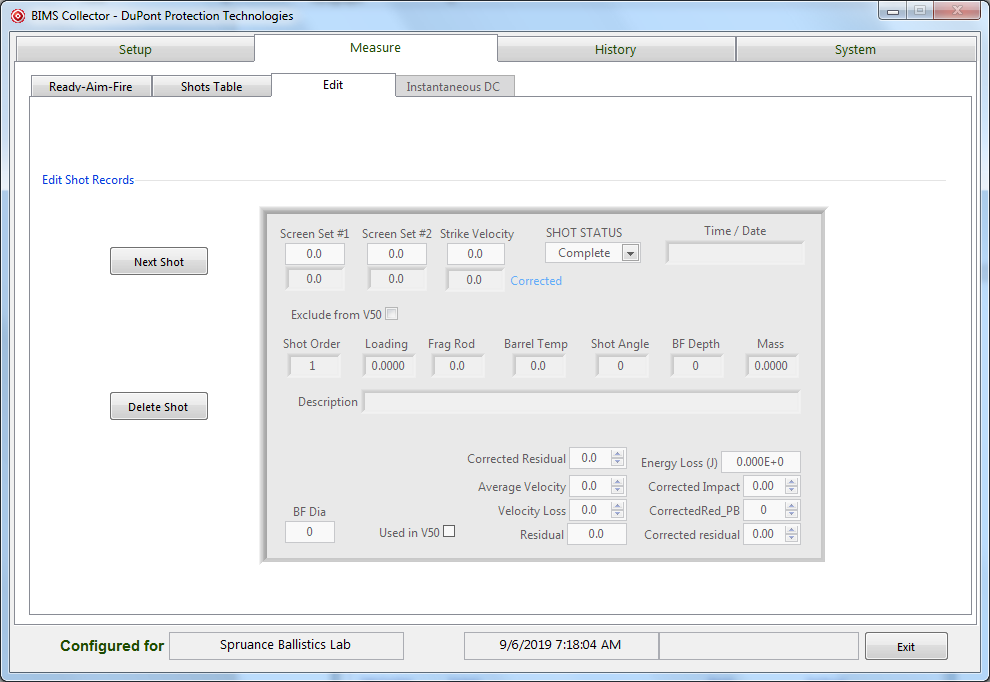 BIMS Collector - DuPont Protection Technologies
Setup Measure History System
Ready-Aim-Fire Shots Table Edit Instantaneous DC
Edit Shot Records
Screen Set #1 Screen Set #2 Strike Velocity SHOT STATUS Time / Date
0.0 0.0 0.0 Complete
0.0 0.0 0.0 Corrected
Next Shot
Exclude from V50
Shot Order Loading Frag Rod Barrel Temp Shot Angle BF Depth Mass
1 0.0000 0.0 0.0 0 0 0.0000
Description
Delete Shot
Corrected Residual 0.0 Energy Loss (J) 0.000E+0
Average Velocity 0.0 Corrected Impact 0.00
BF Dia Velocity Loss 0.0 CorrectedRed_PB 0
0 Used in V50 Residual 0.0 Corrected residual 0.00
Configured for Spruance Ballistics Lab 9/6/2019 7:18:04 AM Exit